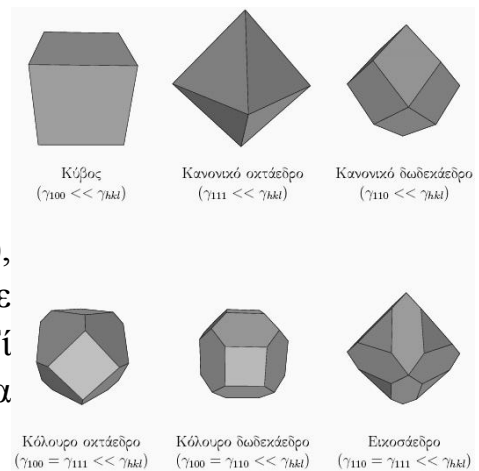 Κύβος Κανονικό οκτάεδρο Κανονικό δωδεκάεδρο
(γ₁₀₀ << γₕₖₗ) (γ₁₁₁ << γₕₖₗ) (γ₁₁₀ << γₕₖₗ)
,
ε
ί
α
Κόλουρο οκτάεδρο Κόλουρο δωδεκάεδρο Εικοσάεδρο
(γ₁₀₀ = γ₁₁₁ << γₕₖₗ) (γ₁₀₀ = γ₁₁₀ << γₕₖₗ) (γ₁₁₀ = γ₁₁₁ << γₕₖₗ)